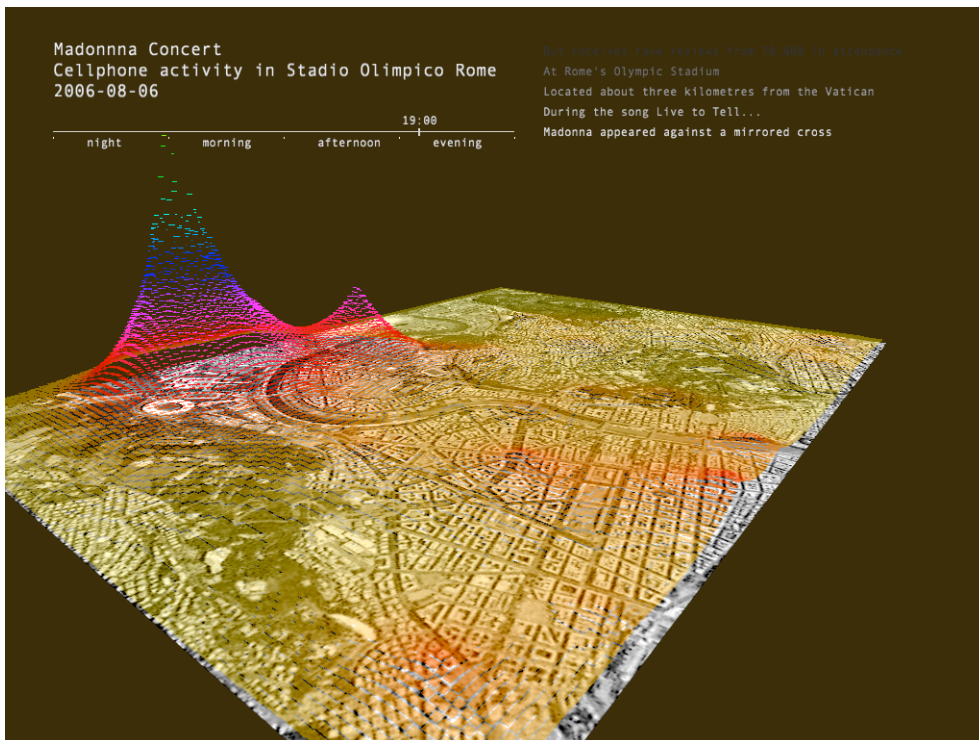 Madonnna Concert
Cellphone activity in Stadio Olimpico Rome
2006-08-06
19:00
night morning afternoon evening
At Rome's Olympic Stadium
Located about three kilometres from the Vatican
During the song Live to Tell...
Madonna appeared against a mirrored cross